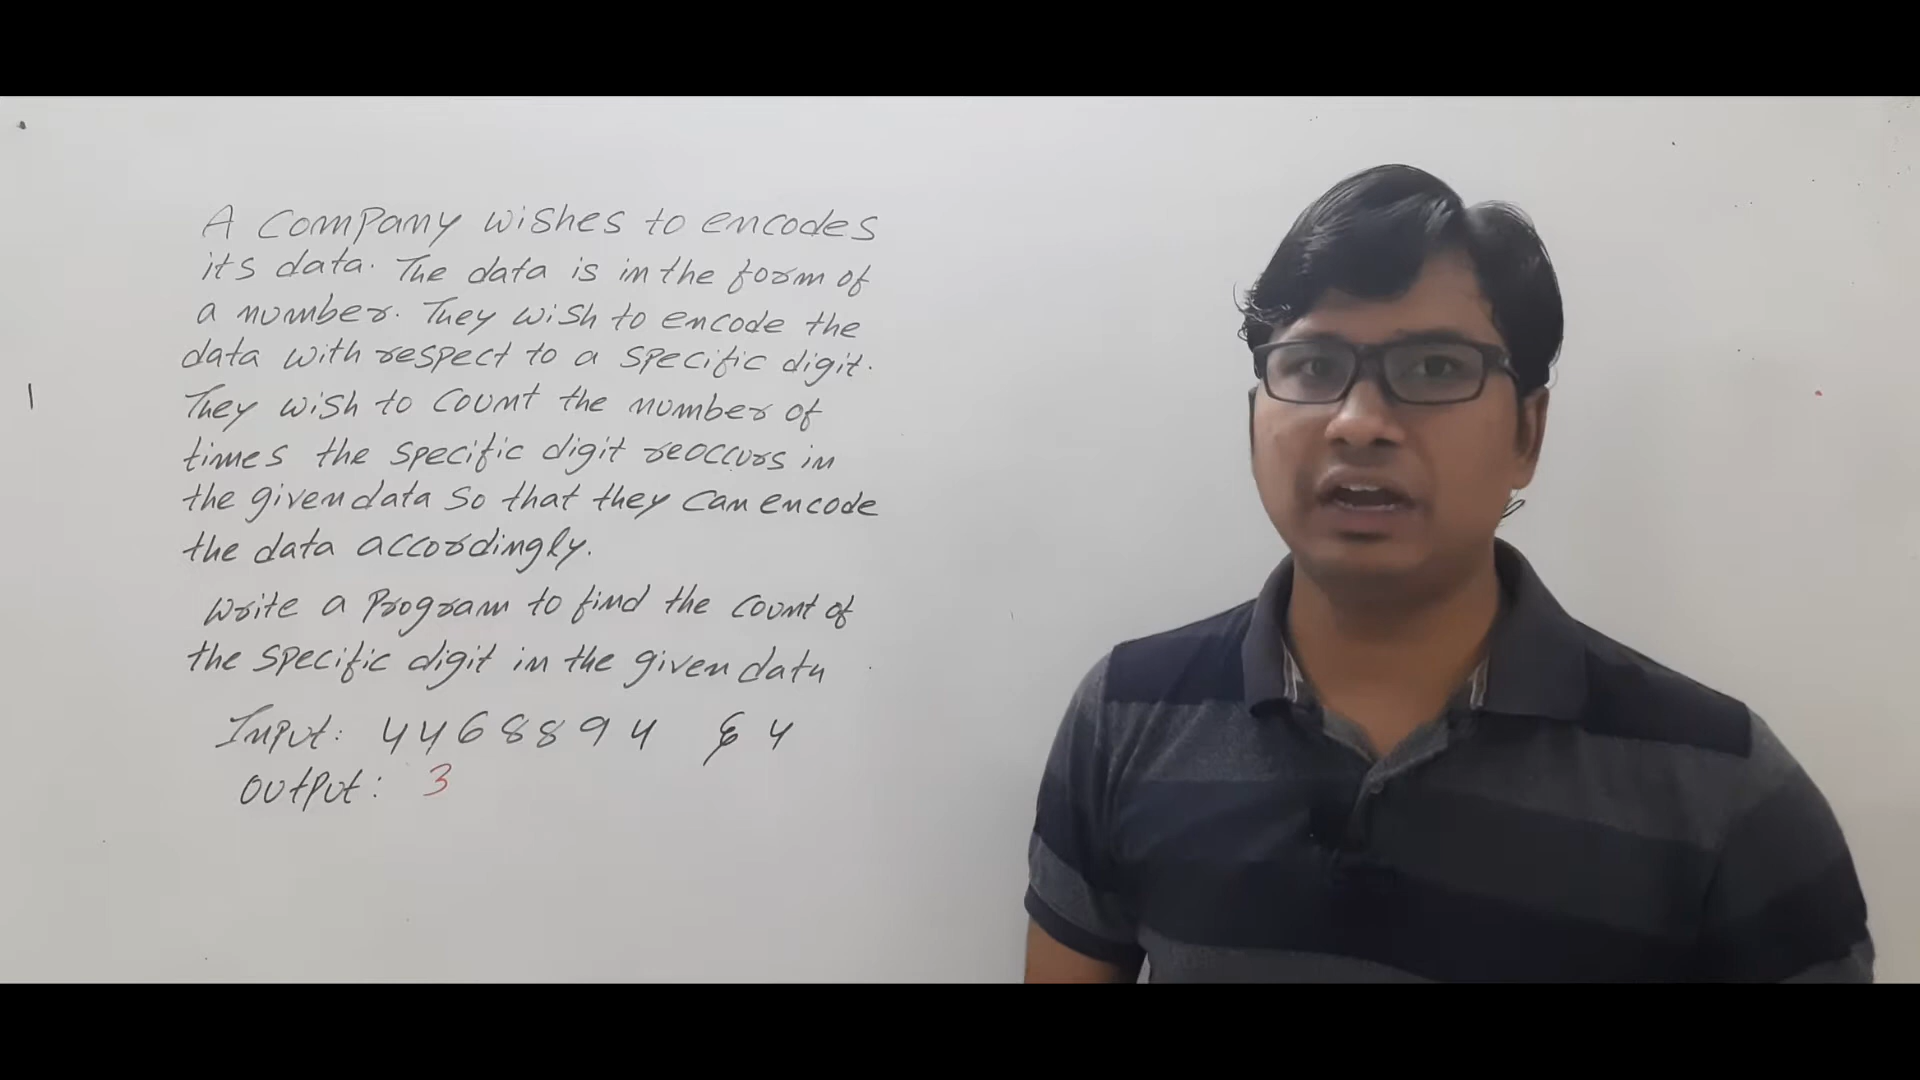 A Company wishes to encodes
its data. The data is in the form of
a number. They wish to encode the
data with respect to a specific digit.
They wish to count the number of
times the specific digit reoccurs in
the given data so that they can encode
the data accordingly.
Write a Program to find the count of
the specific digit in the given data
Input: 4468894 & 4
output: 3